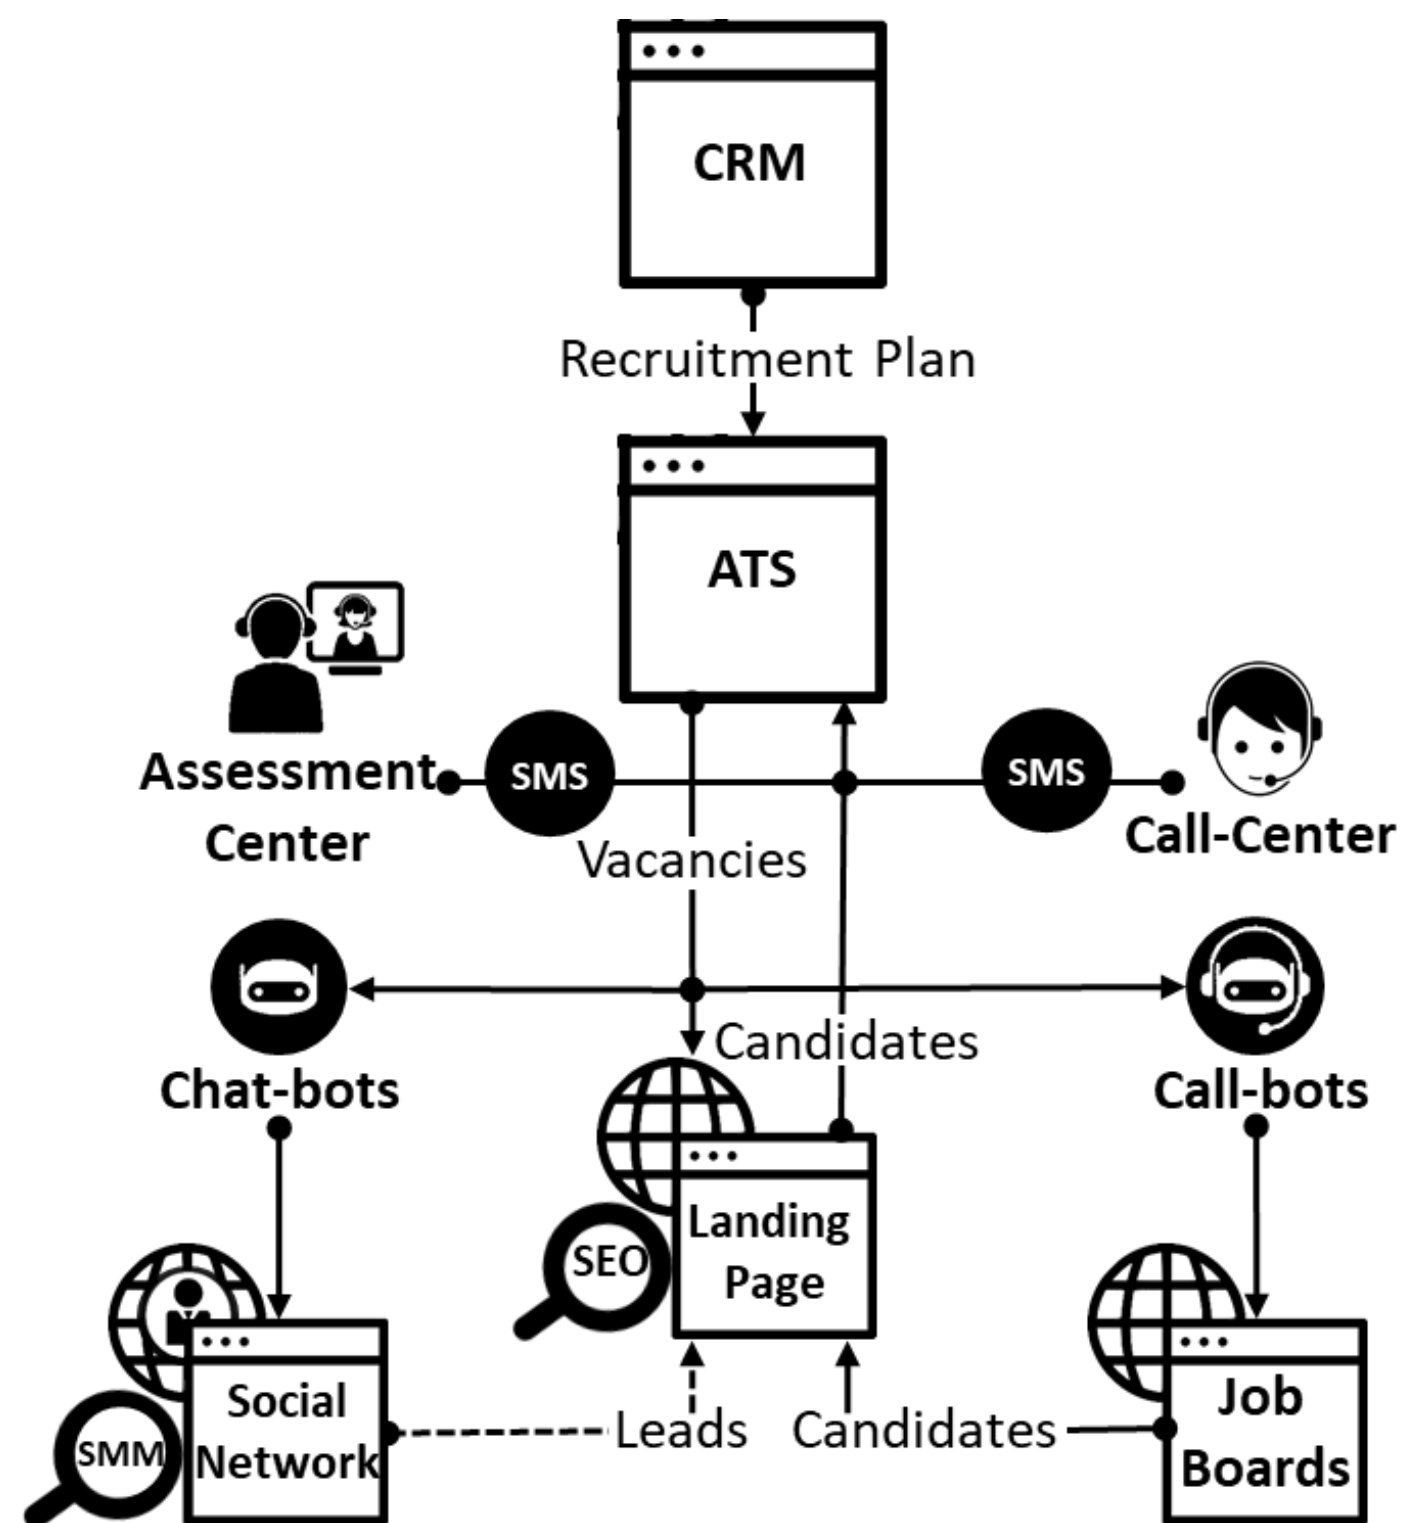 CRM
Recruitment Plan
ATS
Assessment
Center
SMS
SMS
Call-Center
Vacancies
Chat-bots
Candidates
Call-bots
SEO
Landing
Page
SMM
Social
Network
Leads
Candidates
Job
Boards